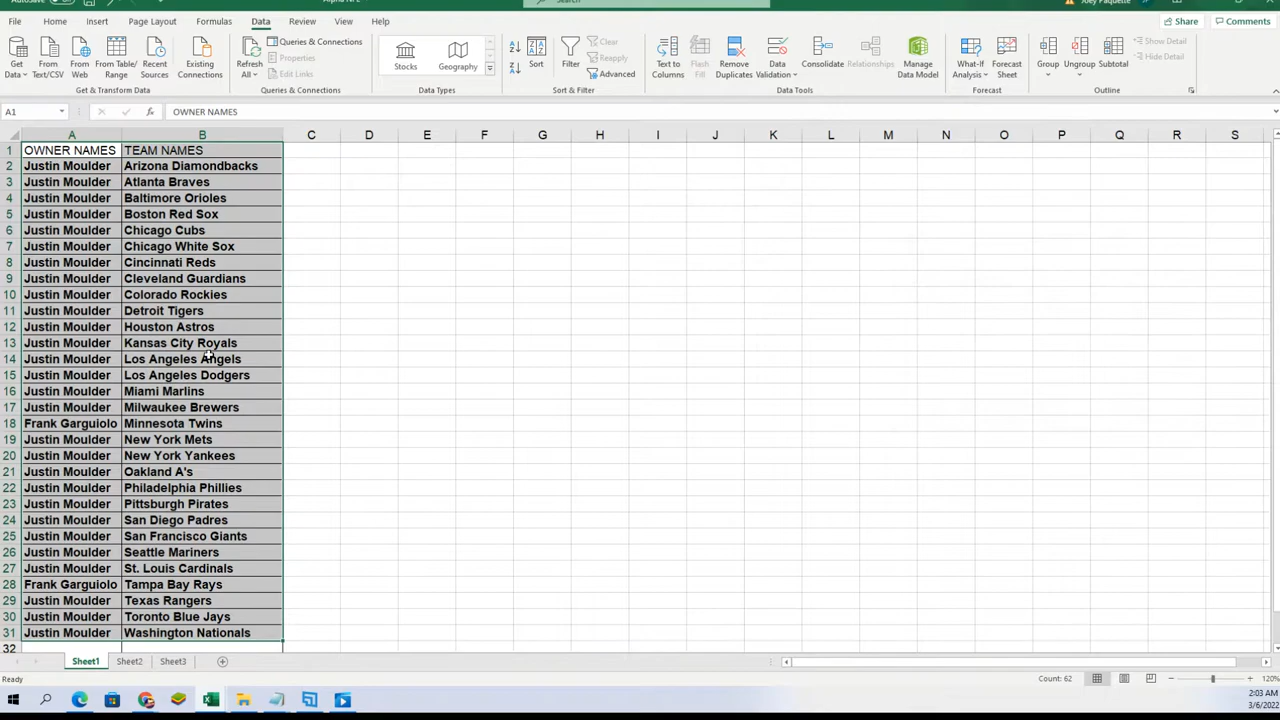 File Home Insert Page Layout Formulas Data Review View Help Share Comments
Get Data From Text/CSV From Web From Table/Range Recent Sources Existing Connections Refresh All Queries & Connections Properties Edit Links Stocks Geography Sort Filter Clear Reapply Advanced Text to Columns Flash Fill Remove Duplicates Data Validation Consolidate Relationships Manage Data Model What-If Analysis Forecast Sheet Group Ungroup Subtotal Show Detail Hide Detail
Get & Transform Data Queries & Connections Data Types Sort & Filter Data Tools Forecast Outline
A1 fx OWNER NAMES
A B C D E F G H I J K L M N O P Q R S
1 OWNER NAMES TEAM NAMES
2 Justin Moulder Arizona Diamondbacks
3 Justin Moulder Atlanta Braves
4 Justin Moulder Baltimore Orioles
5 Justin Moulder Boston Red Sox
6 Justin Moulder Chicago Cubs
7 Justin Moulder Chicago White Sox
8 Justin Moulder Cincinnati Reds
9 Justin Moulder Cleveland Guardians
10 Justin Moulder Colorado Rockies
11 Justin Moulder Detroit Tigers
12 Justin Moulder Houston Astros
13 Justin Moulder Kansas City Royals
14 Justin Moulder Los Angeles Angels
15 Justin Moulder Los Angeles Dodgers
16 Justin Moulder Miami Marlins
17 Justin Moulder Milwaukee Brewers
18 Frank Garguiolo Minnesota Twins
19 Justin Moulder New York Mets
20 Justin Moulder New York Yankees
21 Justin Moulder Oakland A's
22 Justin Moulder Philadelphia Phillies
23 Justin Moulder Pittsburgh Pirates
24 Justin Moulder San Diego Padres
25 Justin Moulder San Francisco Giants
26 Justin Moulder Seattle Mariners
27 Justin Moulder St. Louis Cardinals
28 Frank Garguiolo Tampa Bay Rays
29 Justin Moulder Texas Rangers
30 Justin Moulder Toronto Blue Jays
31 Justin Moulder Washington Nationals
32
Sheet1 Sheet2 Sheet3
Ready Count: 62 120%
2:03 AM
3/6/2022